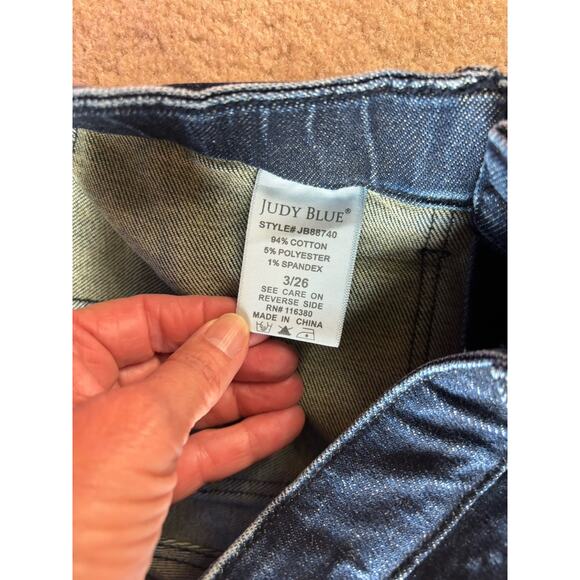 JUDY BLUE®
STYLE# JB88740
94% COTTON
5% POLYESTER
1% SPANDEX
3/26
SEE CARE ON
REVERSE SIDE
RN# 116380
MADE IN CHINA